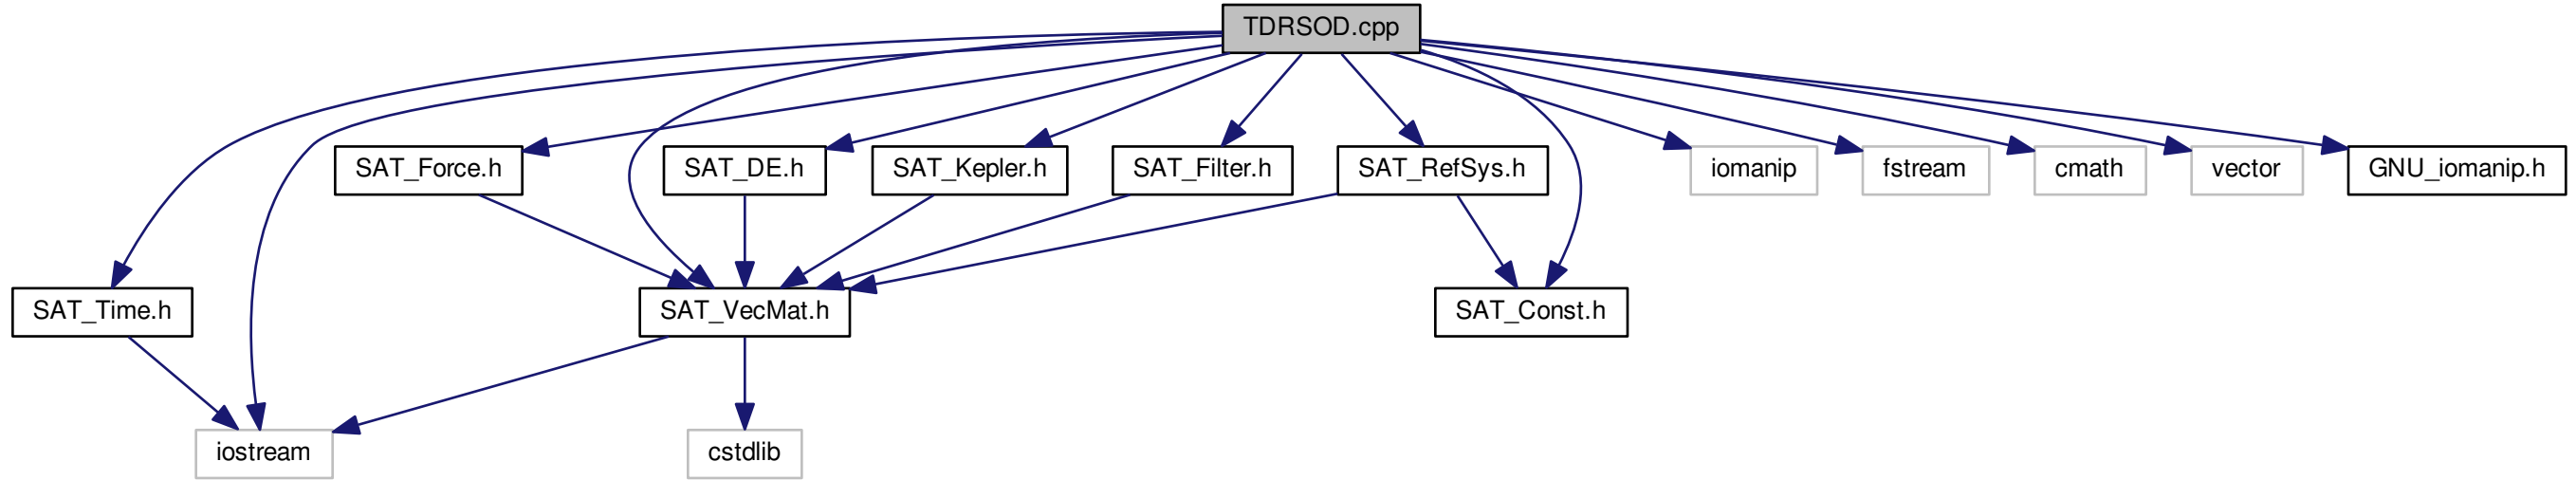 TDRSOD.cpp
SAT_Force.h
SAT_DE.h
SAT_Kepler.h
SAT_Filter.h
SAT_RefSys.h
iomanip
fstream
cmath
vector
GNU_iomanip.h
SAT_Time.h
SAT_VecMat.h
SAT_Const.h
iostream
cstdlib